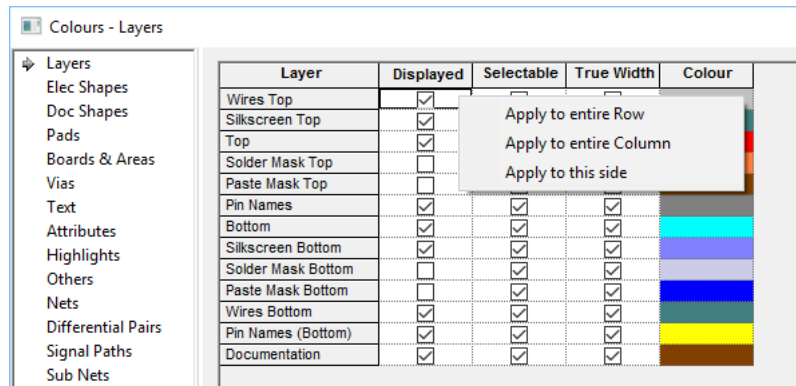 Colours - Layers
Layers
Elec Shapes
Doc Shapes
Pads
Boards & Areas
Vias
Text
Attributes
Highlights
Others
Nets
Differential Pairs
Signal Paths
Sub Nets
Layer Displayed Selectable True Width Colour
Wires Top
Silkscreen Top
Top
Solder Mask Top
Paste Mask Top
Pin Names
Bottom
Silkscreen Bottom
Solder Mask Bottom
Paste Mask Bottom
Wires Bottom
Pin Names (Bottom)
Documentation
Apply to entire Row
Apply to entire Column
Apply to this side